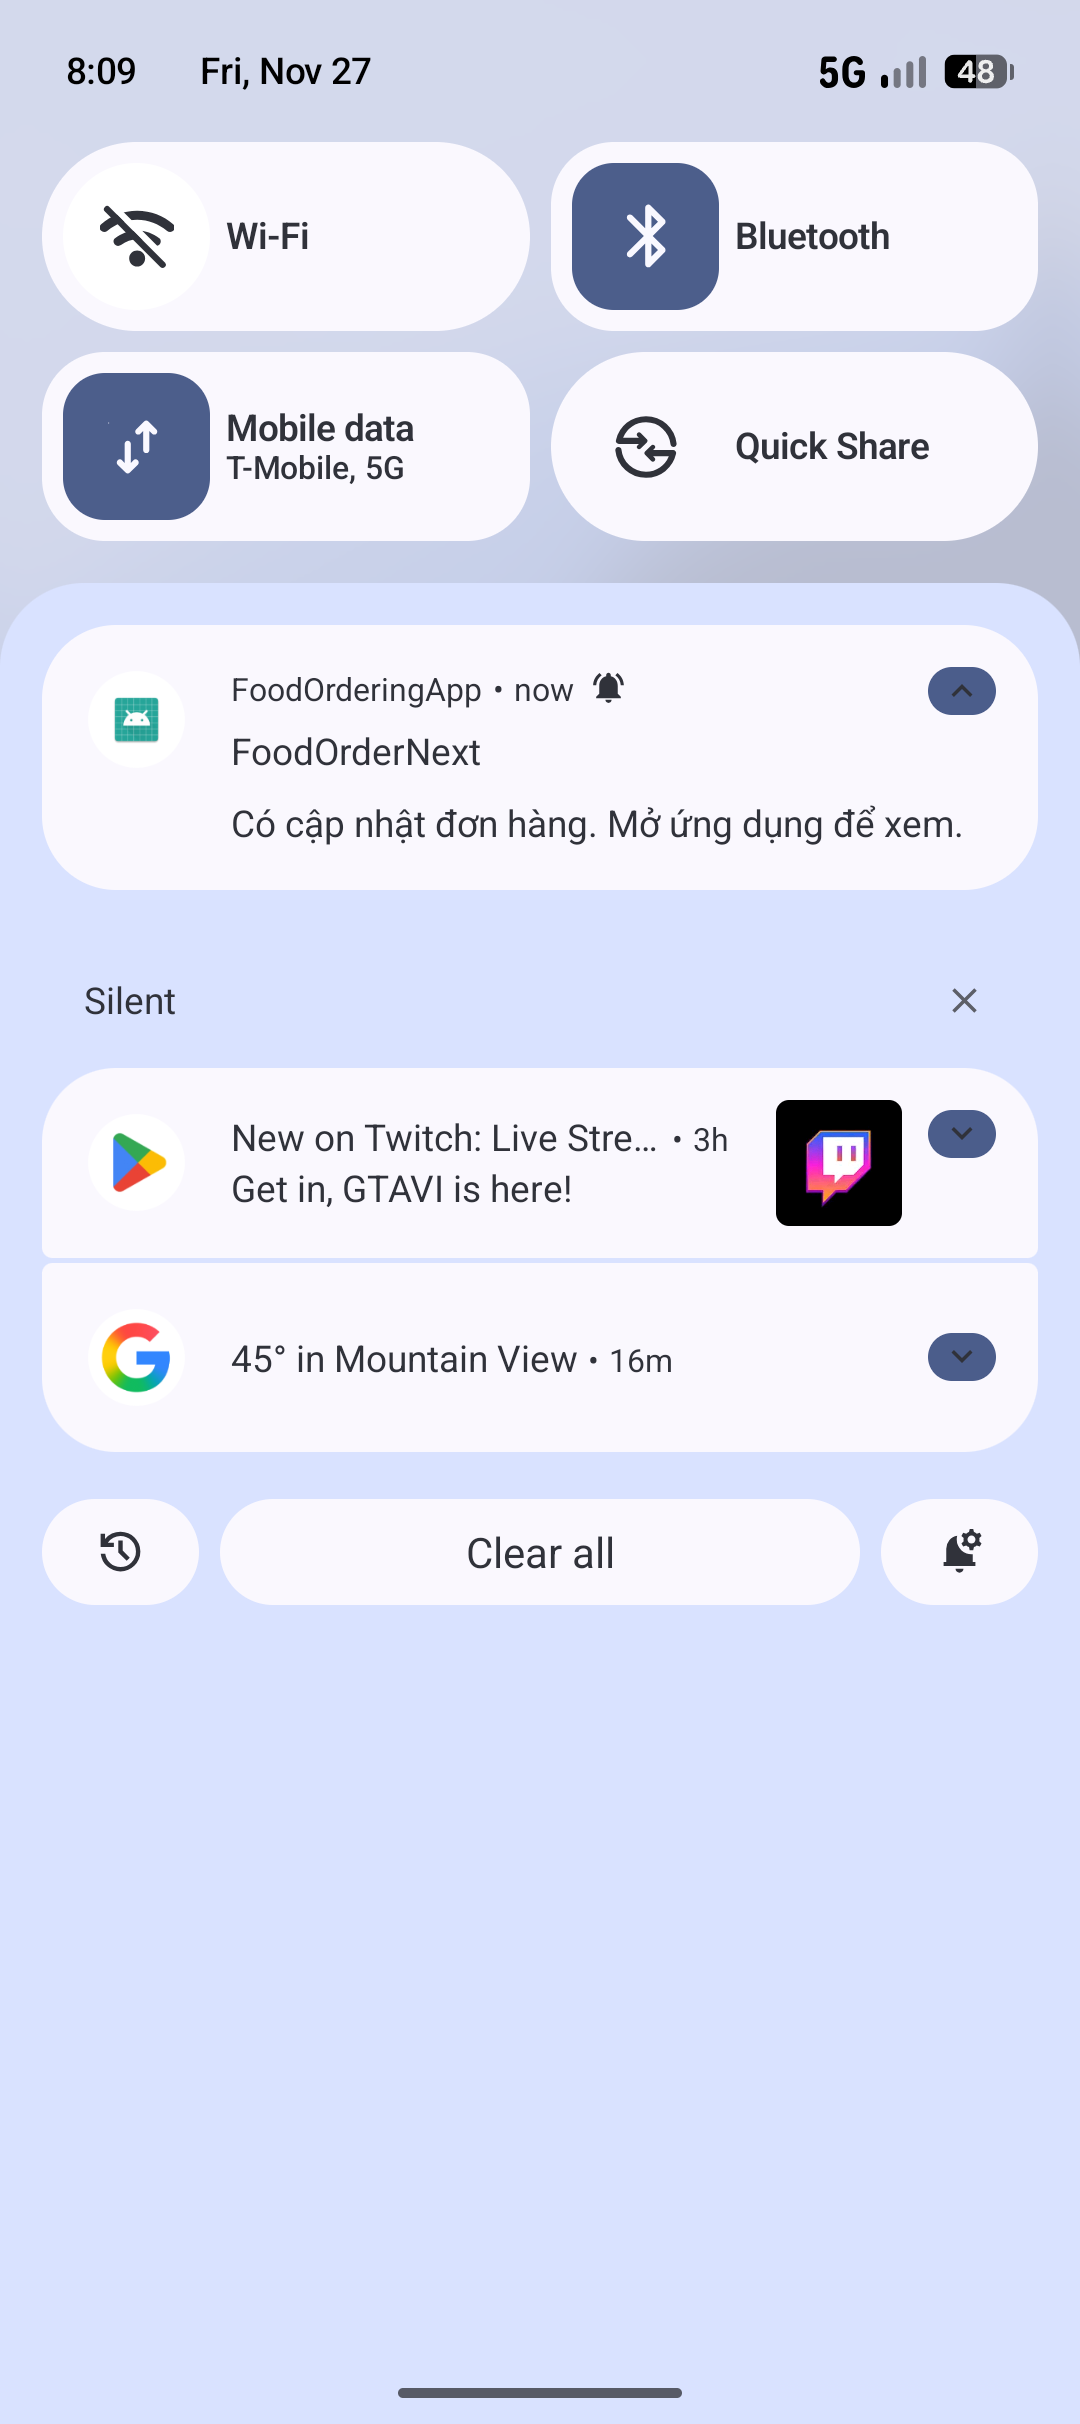 8:09 Fri, Nov 27 5G 48
Wi-Fi
Bluetooth
Mobile data
T-Mobile, 5G
Quick Share
FoodOrderingApp • now
FoodOrderNext
Có cập nhật đơn hàng. Mở ứng dụng để xem.
Silent
New on Twitch: Live Stre... • 3h
Get in, GTAVI is here!
45° in Mountain View • 16m
Clear all